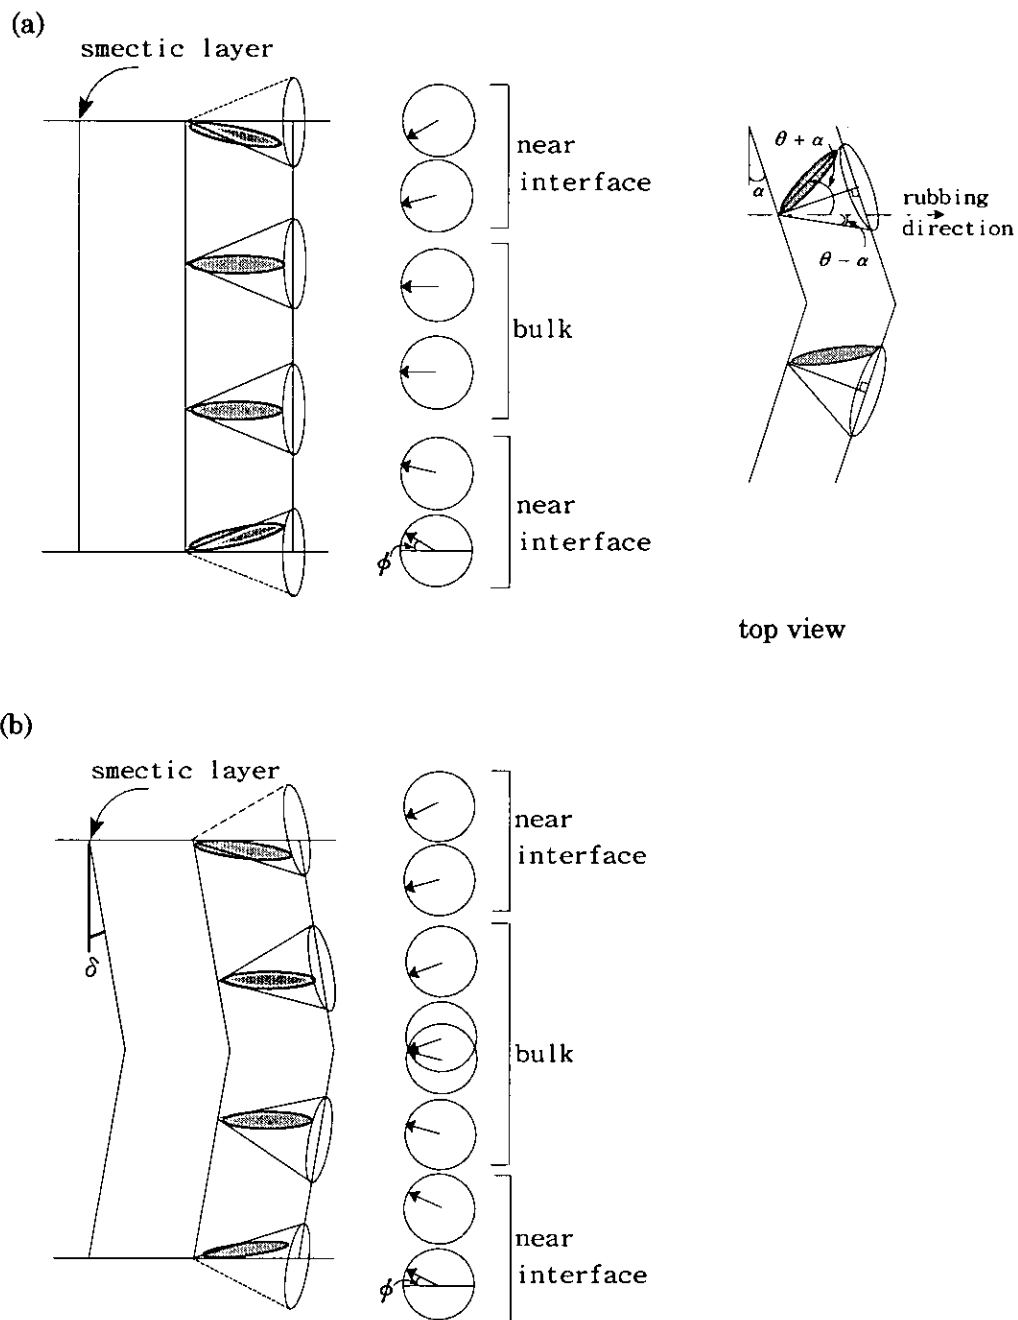 (a)
smectic layer
near
interface
bulk
near
interface
ϕ
θ + α
α
rubbing
direction
θ − α
top view
(b)
smectic layer
δ
near
interface
bulk
near
interface
ϕ